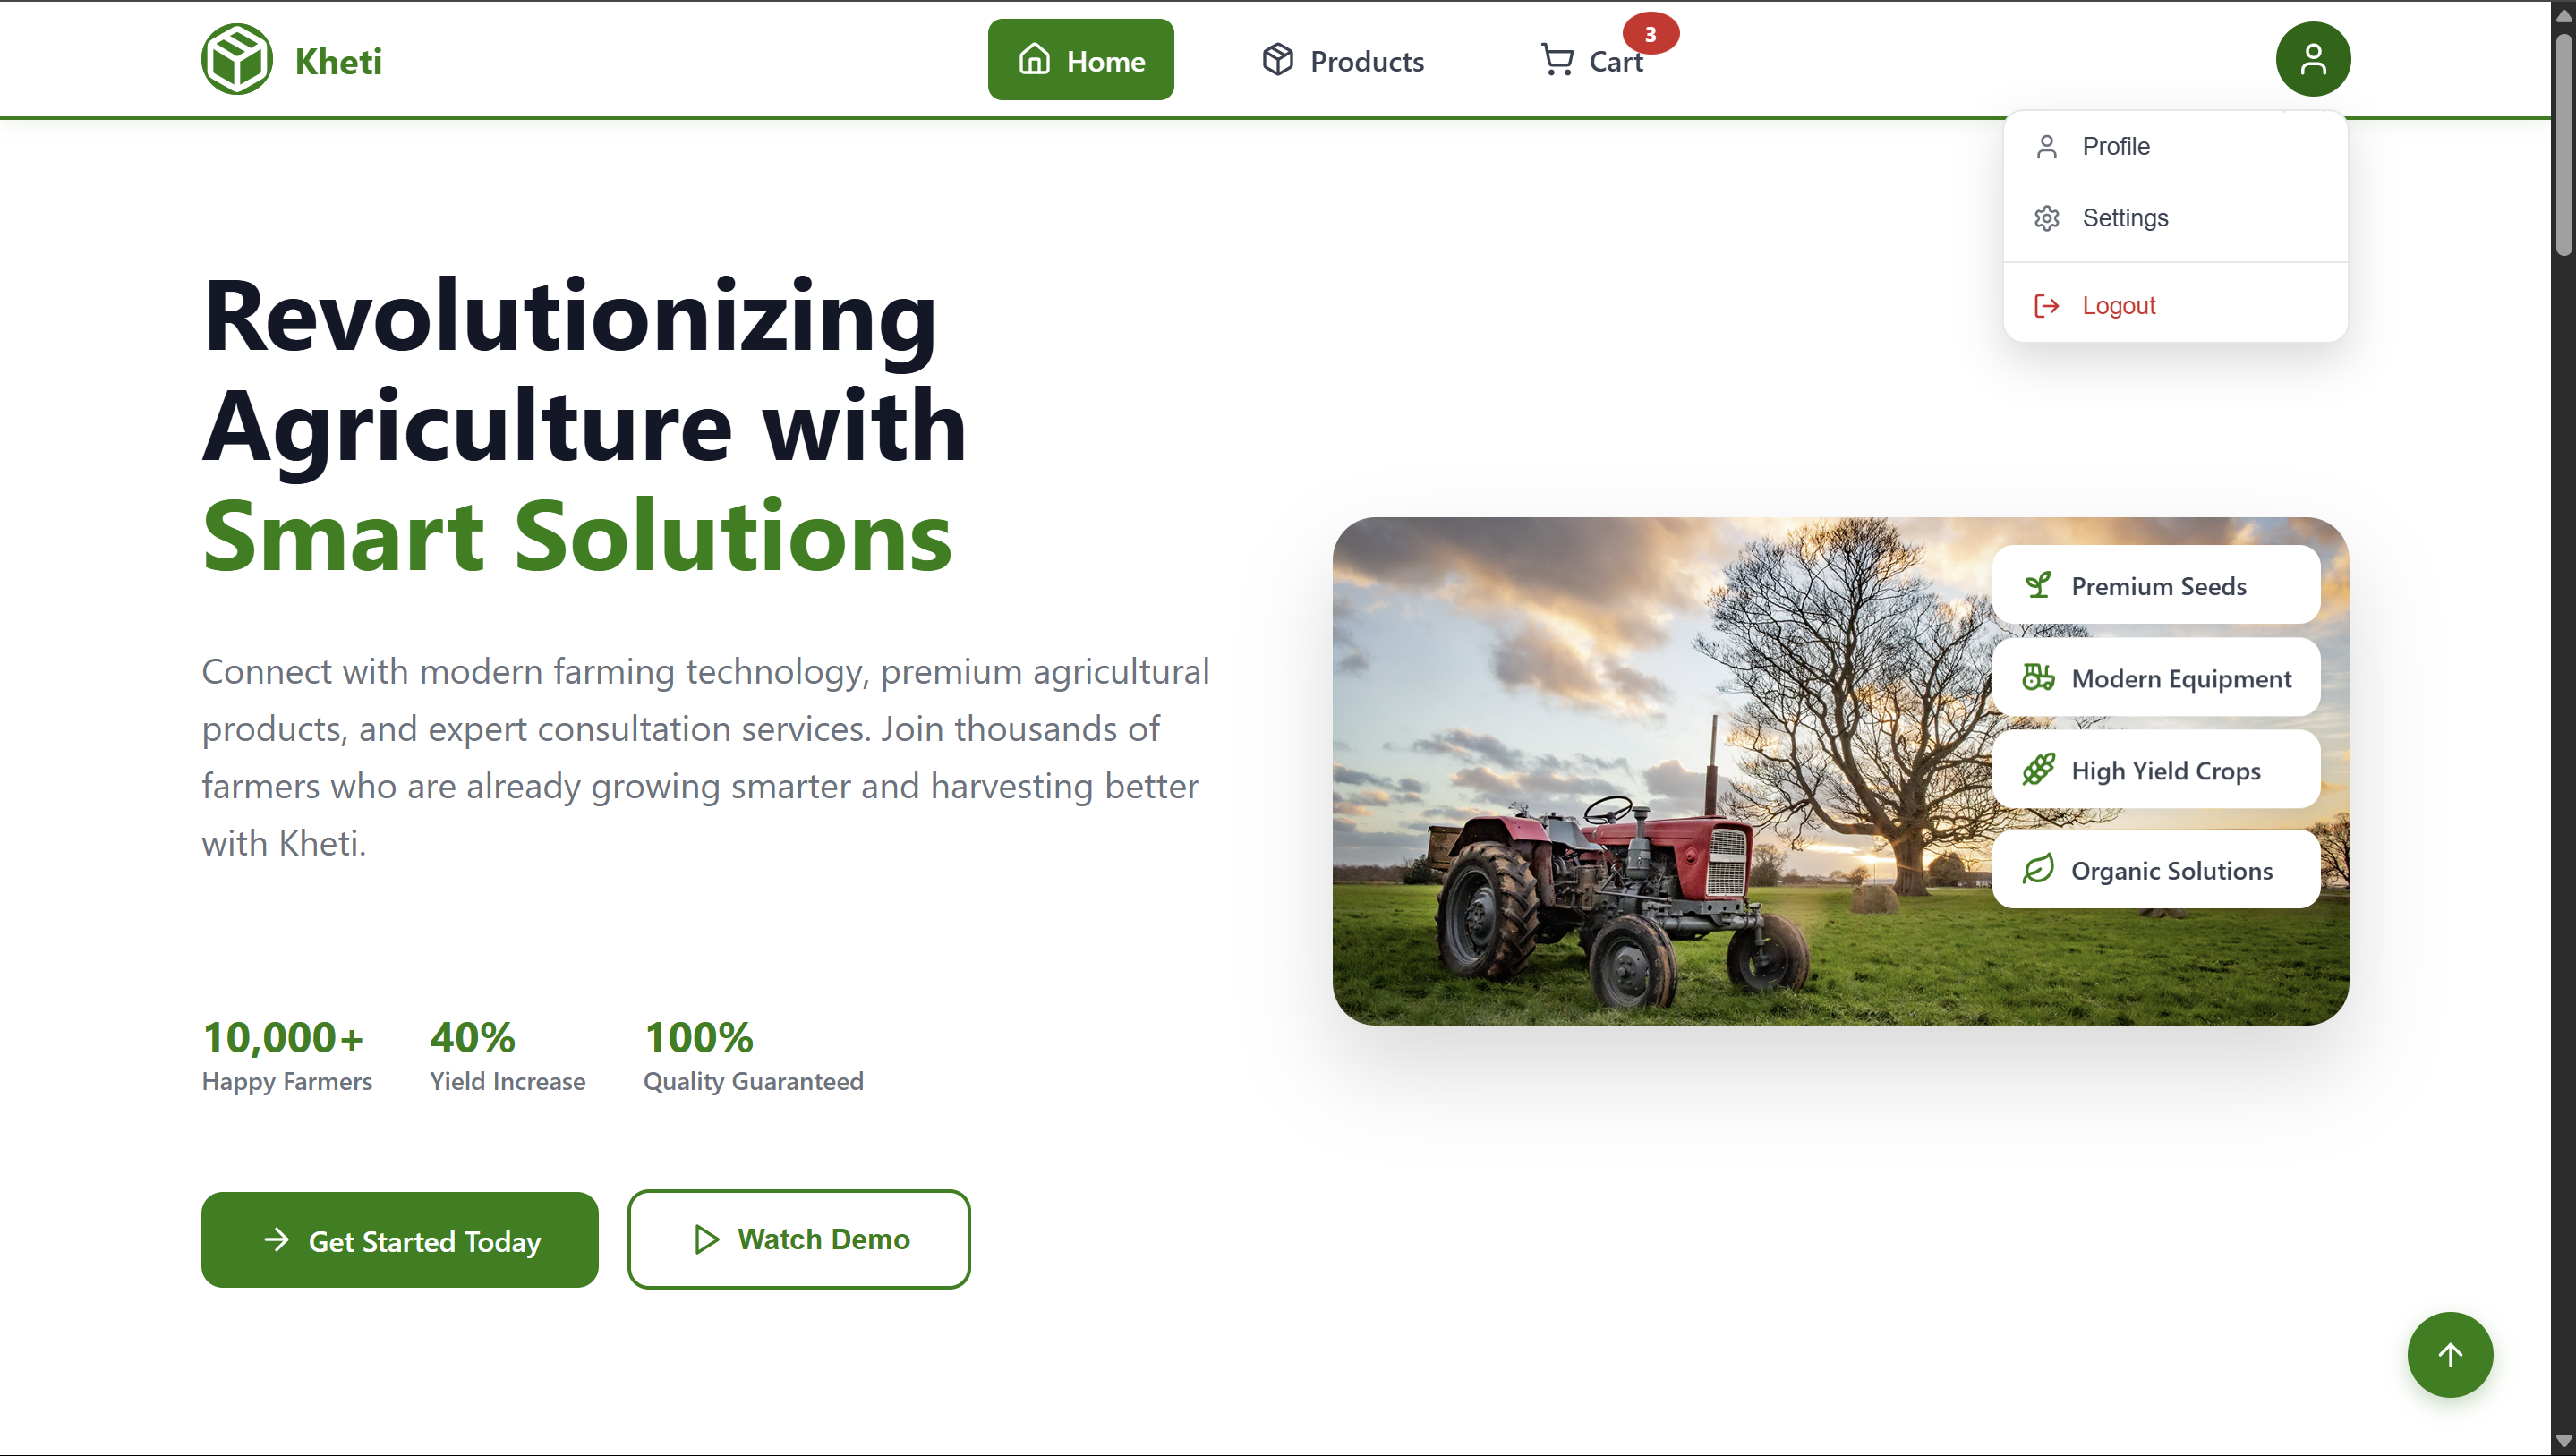 Kheti
Home
Products
Cart
3
Profile
Settings
Logout
Revolutionizing
Agriculture with
Smart Solutions
Connect with modern farming technology, premium agricultural
products, and expert consultation services. Join thousands of
farmers who are already growing smarter and harvesting better
with Kheti.
10,000+
Happy Farmers
40%
Yield Increase
100%
Quality Guaranteed
Get Started Today
Watch Demo
Premium Seeds
Modern Equipment
High Yield Crops
Organic Solutions